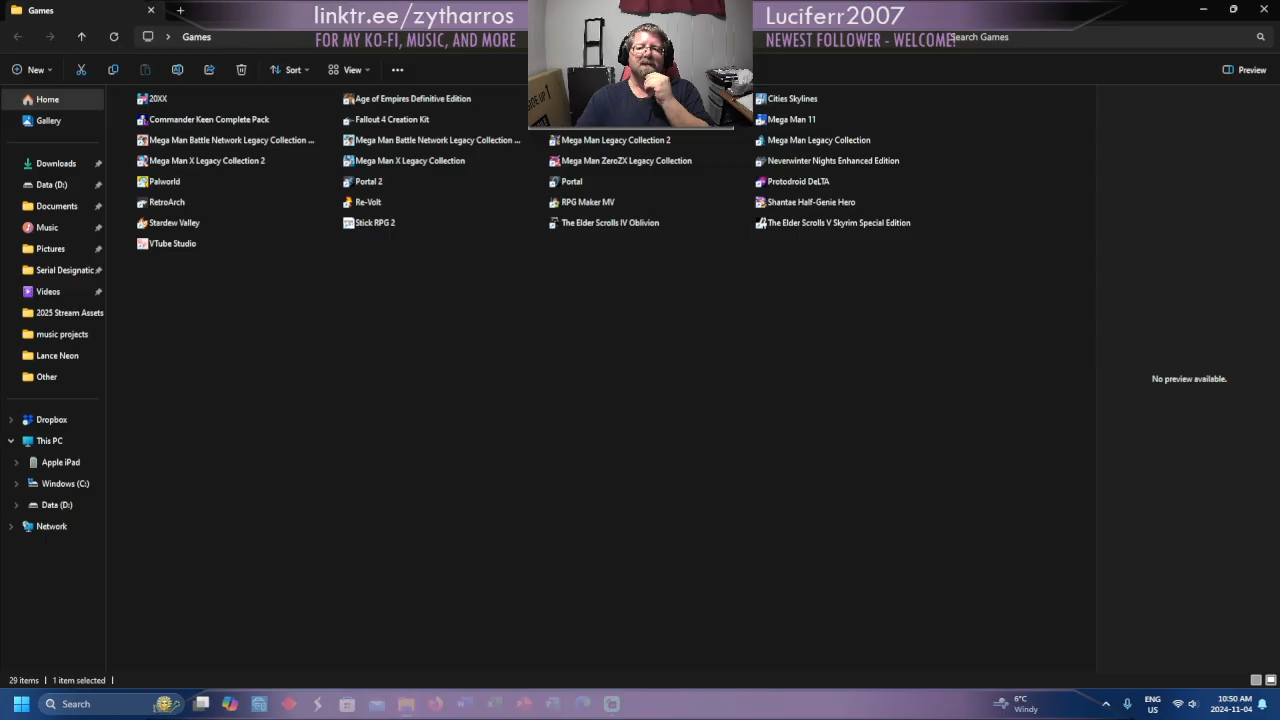 Games
linktr.ee/zytharros
FOR MY KO-FI, MUSIC, AND MORE
Luciferr2007
NEWEST FOLLOWER - WELCOME!
Games
Search Games
New
Sort
View
Preview
Home
Gallery
Downloads
Data (D:)
Documents
Music
Pictures
Serial Designatic
Videos
2025 Stream Assets
music projects
Lance Neon
Other
Dropbox
This PC
Apple iPad
Windows (C:)
Data (D:)
Network
20XX
Age of Empires Definitive Edition
Cities Skylines
Commander Keen Complete Pack
Fallout 4 Creation Kit
Mega Man 11
Mega Man Battle Network Legacy Collection ...
Mega Man Battle Network Legacy Collection ...
Mega Man Legacy Collection 2
Mega Man Legacy Collection
Mega Man X Legacy Collection 2
Mega Man X Legacy Collection
Mega Man ZeroZX Legacy Collection
Neverwinter Nights Enhanced Edition
Palworld
Portal 2
Portal
Protodroid DeLTA
RetroArch
Re-Volt
RPG Maker MV
Shantae Half-Genie Hero
Stardew Valley
Stick RPG 2
The Elder Scrolls IV Oblivion
The Elder Scrolls V Skyrim Special Edition
VTube Studio
No preview available.
29 items
1 item selected
Search
6°C
Windy
ENG
US
10:50 AM
2024-11-04